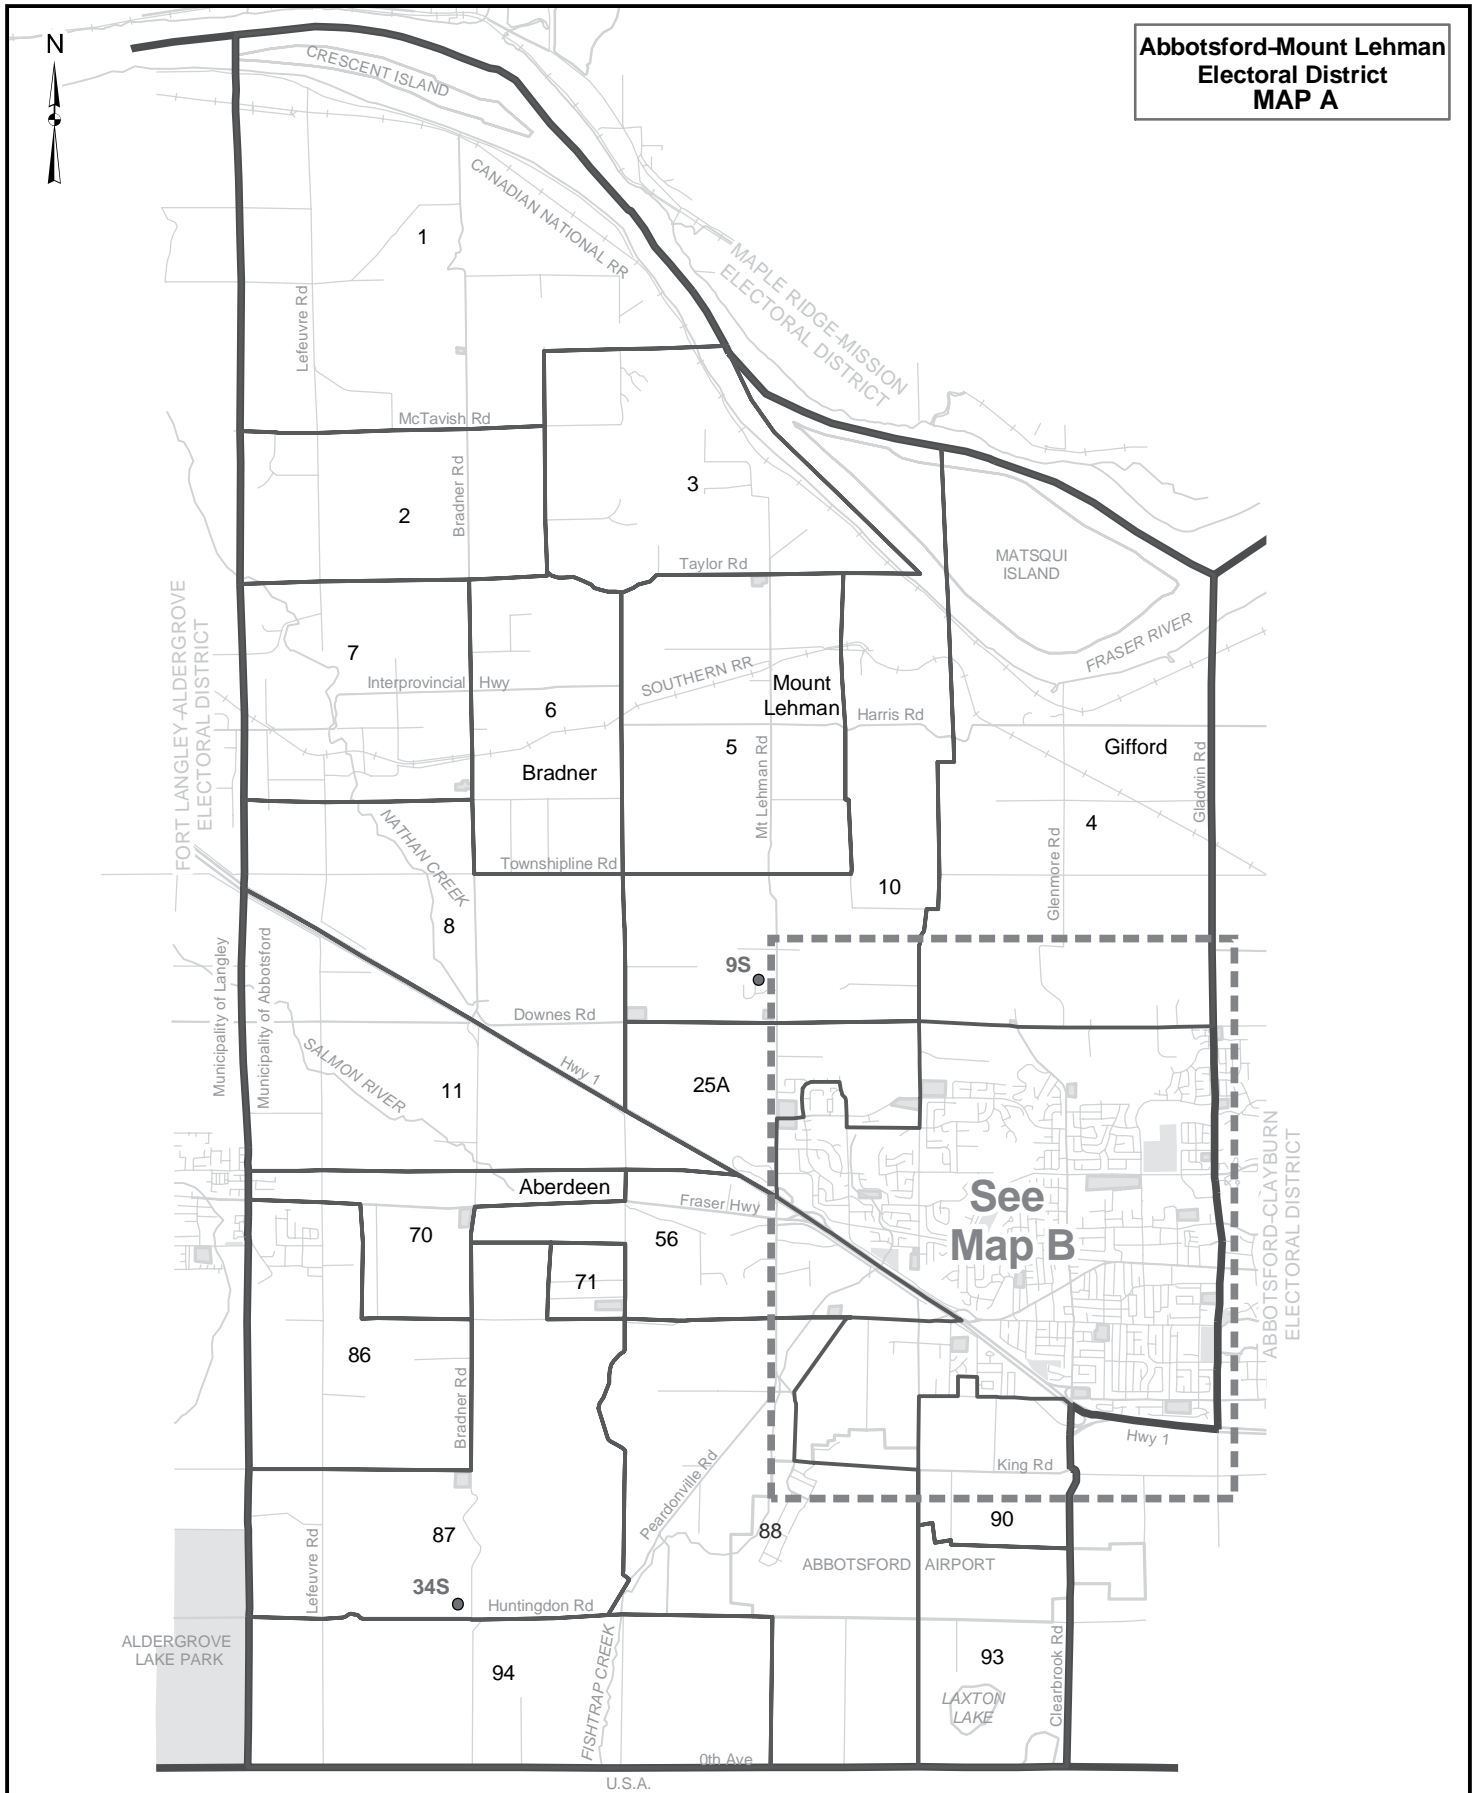 Abbotsford-Mount Lehman
Electoral District
MAP A
N
CRESCENT ISLAND
CANADIAN NATIONAL RR
1
MAPLE RIDGE-MISSION
ELECTORAL DISTRICT
Lefeuvre Rd
McTavish Rd
Bradner Rd
2
3
Taylor Rd
MATSQUI
ISLAND
FRASER RIVER
FORT LANGLEY-ALDERGROVE
ELECTORAL DISTRICT
7
Interprovincial Hwy
6
SOUTHERN RR
Mount
Lehman
Harris Rd
5
Bradner
Mt Lehman Rd
Gifford
Gladwin Rd
4
Glenmore Rd
NATHAN CREEK
Townshipline Rd
10
8
Municipality of Langley
Municipality of Abbotsford
9S
Downes Rd
SALMON RIVER
Hwy 1
11
25A
Aberdeen
Fraser Hwy
See
Map B
ABBOTSFORD-CLAYBURN
ELECTORAL DISTRICT
70
56
71
86
Bradner Rd
Hwy 1
King Rd
Peardonville Rd
87
88
90
ABBOTSFORD AIRPORT
Lefeuvre Rd
34S
Huntingdon Rd
ALDERGROVE
LAKE PARK
94
FISHTRAP CREEK
93
LAXTON
LAKE
Clearbrook Rd
0th Ave
U.S.A.